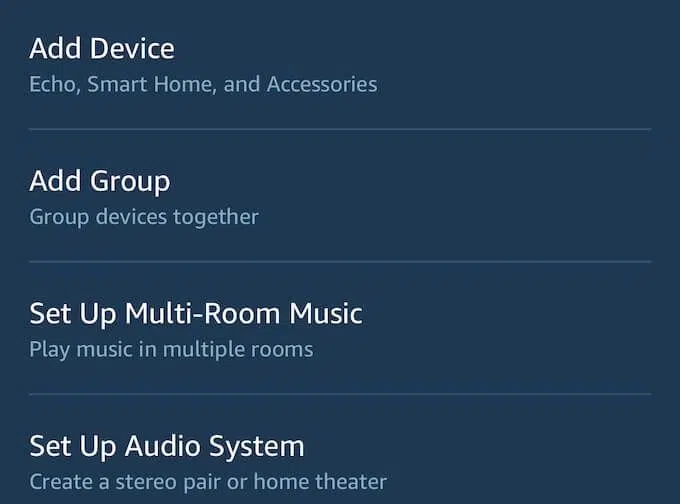 Add Device
Echo, Smart Home, and Accessories
Add Group
Group devices together
Set Up Multi-Room Music
Play music in multiple rooms
Set Up Audio System
Create a stereo pair or home theater